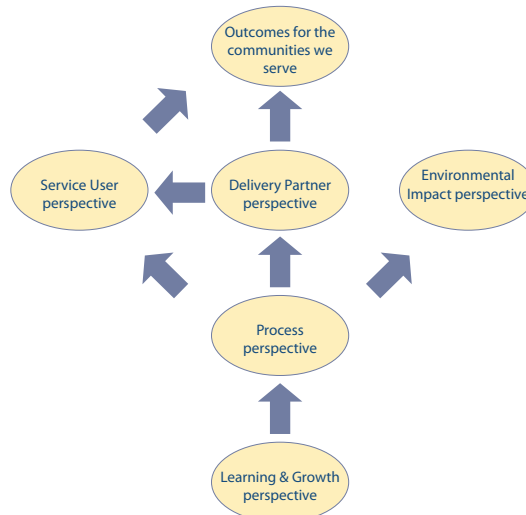 Outcomes for the
communities we
serve
Service User
perspective
Delivery Partner
perspective
Environmental
Impact perspective
Process
perspective
Learning & Growth
perspective